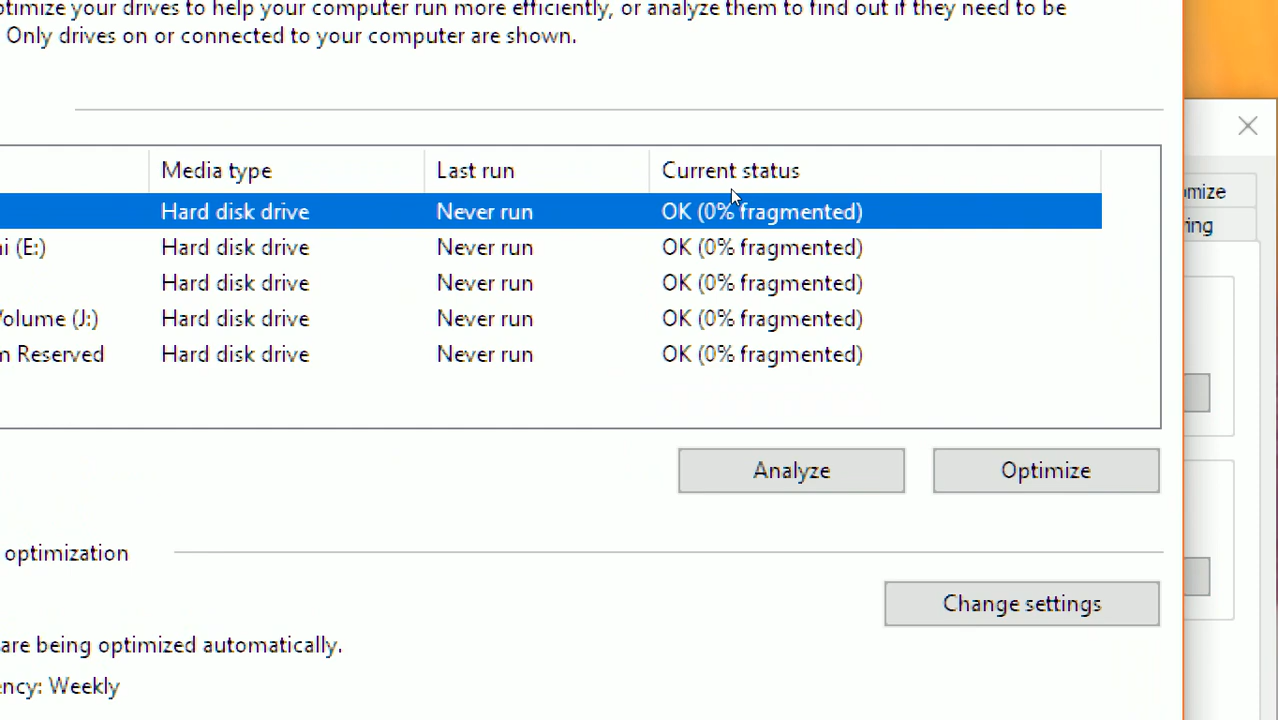 timize your drives to help your computer run more efficiently, or analyze them to find out if they need to be
Only drives on or connected to your computer are shown.
Media type Last run Current status
Hard disk drive Never run OK (0% fragmented)
i (E:) Hard disk drive Never run OK (0% fragmented)
Hard disk drive Never run OK (0% fragmented)
olume (J:) Hard disk drive Never run OK (0% fragmented)
m Reserved Hard disk drive Never run OK (0% fragmented)
Analyze Optimize
optimization
Change settings
are being optimized automatically.
ency: Weekly
omize
ring